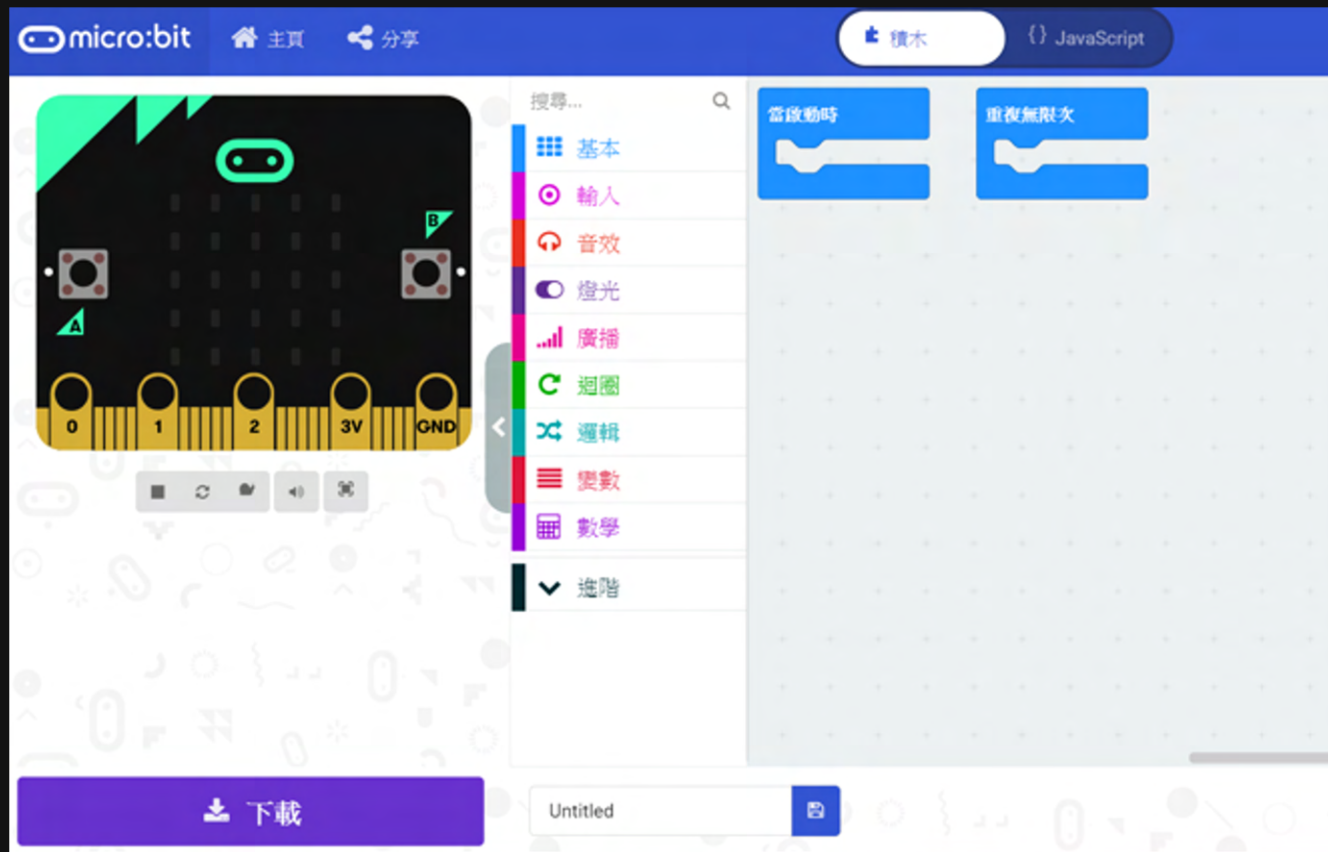 micro:bit 主頁 分享 積木 {} JavaScript
搜尋...
基本
輸入
音效
燈光
廣播
迴圈
邏輯
變數
數學
進階
當啟動時
重複無限次
B
A
0 1 2 3V GND
下載
Untitled